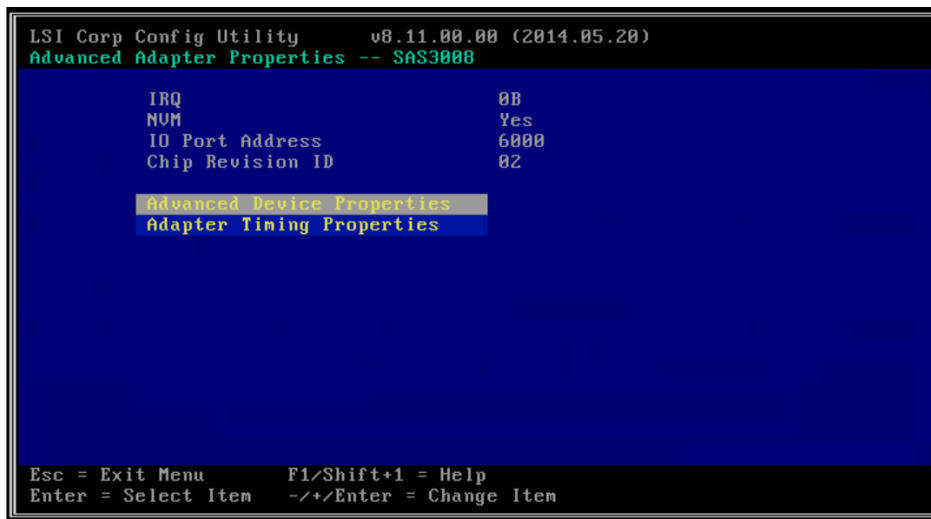 LSI Corp Config Utility v8.11.00.00 (2014.05.20)
Advanced Adapter Properties -- SAS3008
IRQ 0B
NVM Yes
IO Port Address 6000
Chip Revision ID 02
Advanced Device Properties
Adapter Timing Properties
Esc = Exit Menu F1/Shift+1 = Help
Enter = Select Item -/+/Enter = Change Item